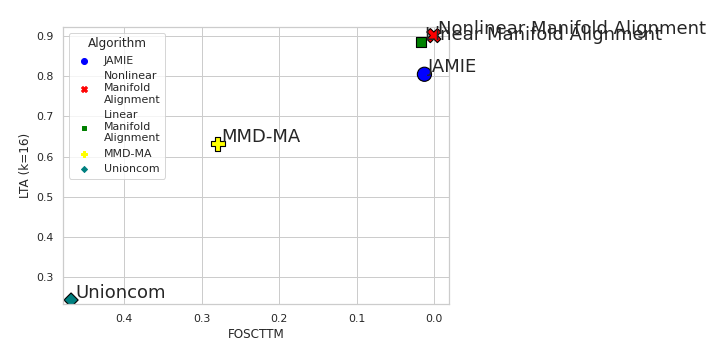 Nonlinear Manifold Alignment
Linear Manifold Alignment
0.9
Algorithm
JAMIE
Nonlinear
Manifold
Alignment
Linear
Manifold
Alignment
MMD-MA
Unioncom
JAMIE
0.8
0.7
MMD-MA
0.6
LTA (k=16)
0.5
0.4
0.3
Unioncom
0.4 0.3 0.2 0.1 0.0
FOSCTTM